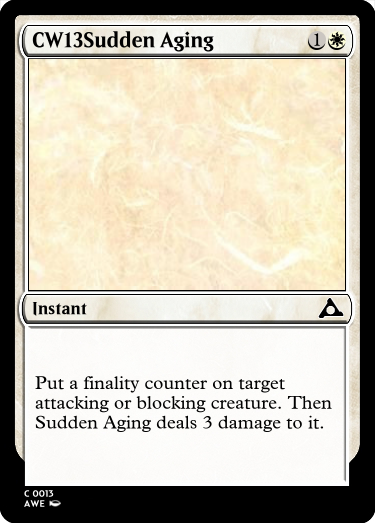 CW13Sudden Aging 1
Instant
Put a finality counter on target
attacking or blocking creature. Then
Sudden Aging deals 3 damage to it.
C 0013
AWE